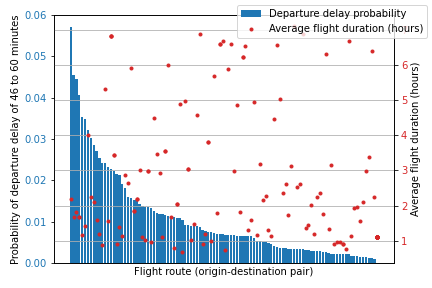 Departure delay probability
Average flight duration (hours)
0.06
0.05
0.04
0.03
0.02
0.01
0.00
Probability of departure delay of 46 to 60 minutes
6
5
4
3
2
1
Average flight duration (hours)
Flight route (origin-destination pair)